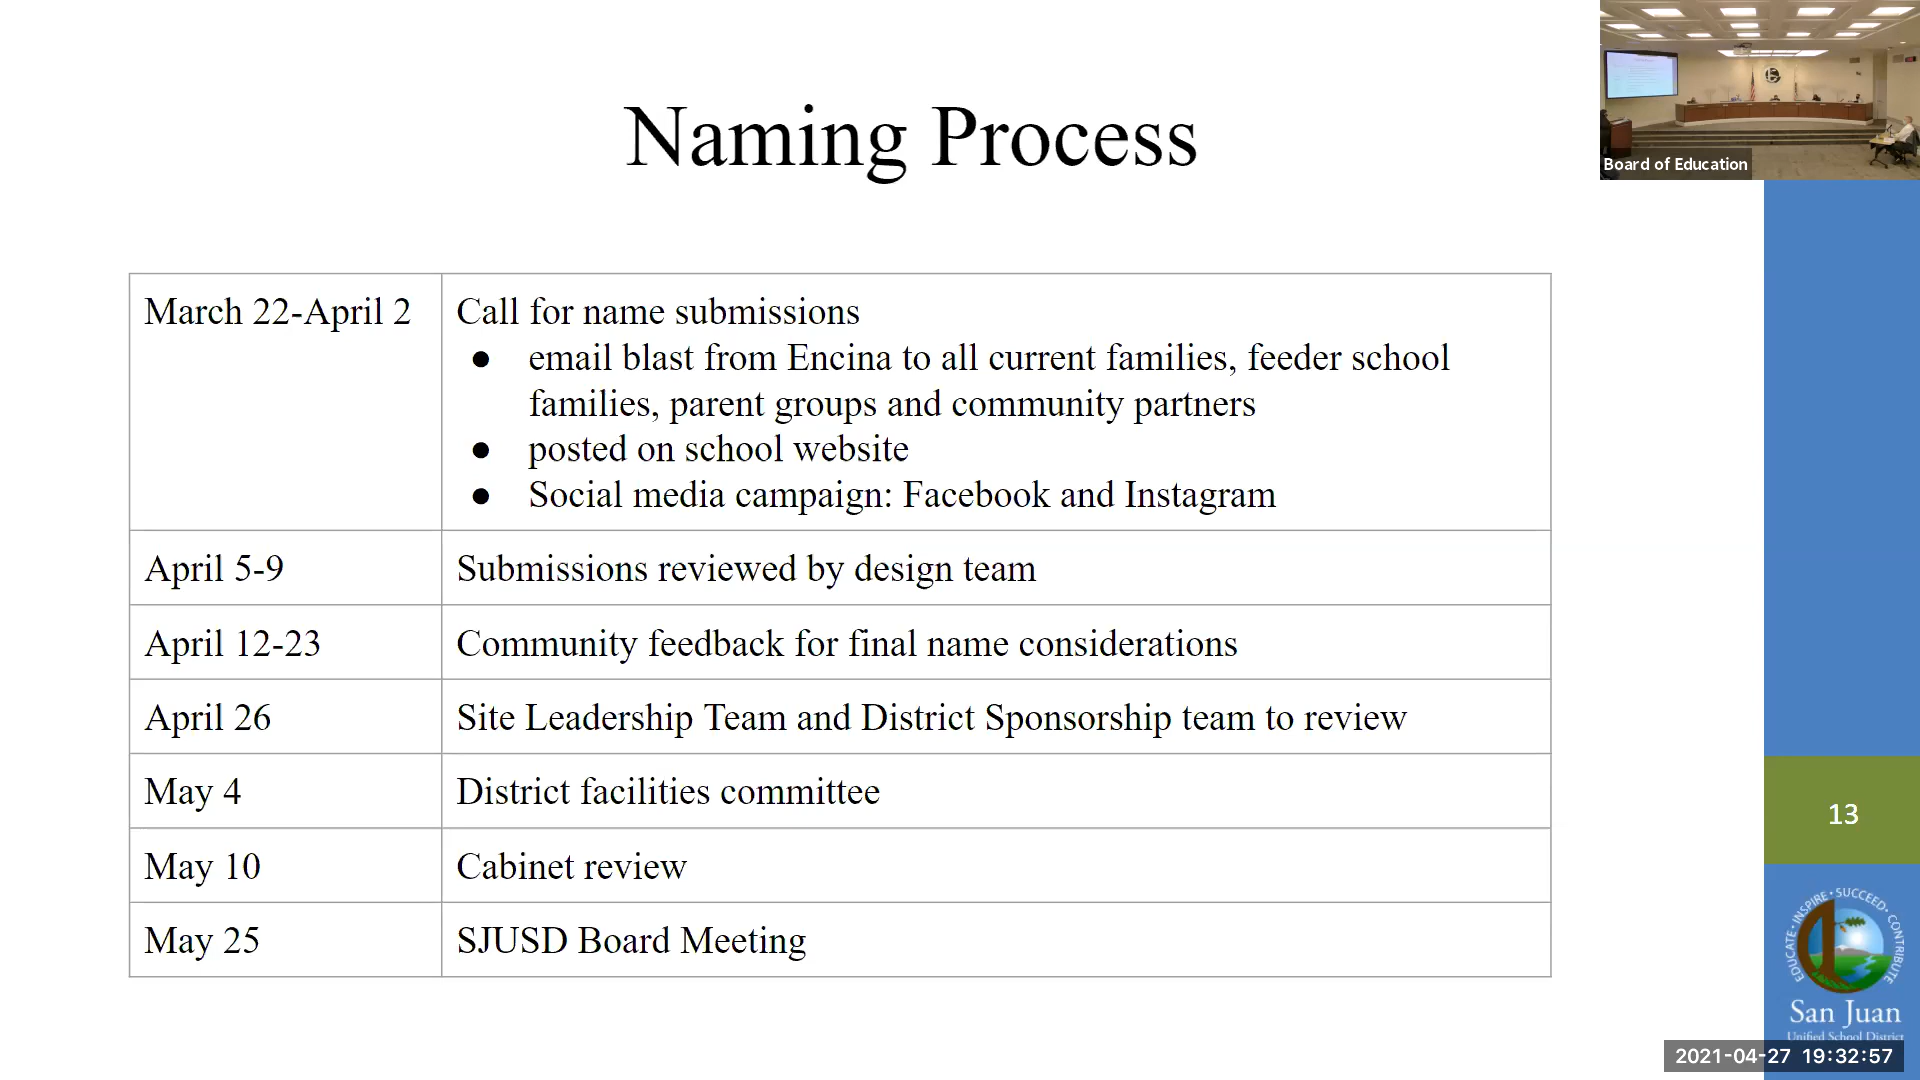 Naming Process
Board of Education
March 22-April 2
Call for name submissions
● email blast from Encina to all current families, feeder school
families, parent groups and community partners
● posted on school website
● Social media campaign: Facebook and Instagram
April 5-9
Submissions reviewed by design team
April 12-23
Community feedback for final name considerations
April 26
Site Leadership Team and District Sponsorship team to review
May 4
District facilities committee
May 10
Cabinet review
May 25
SJUSD Board Meeting
13
EDUCATE • INSPIRE • SUCCEED • CONTRIBUTE
San Juan
Unified School District
2021-04-27 19:32:57